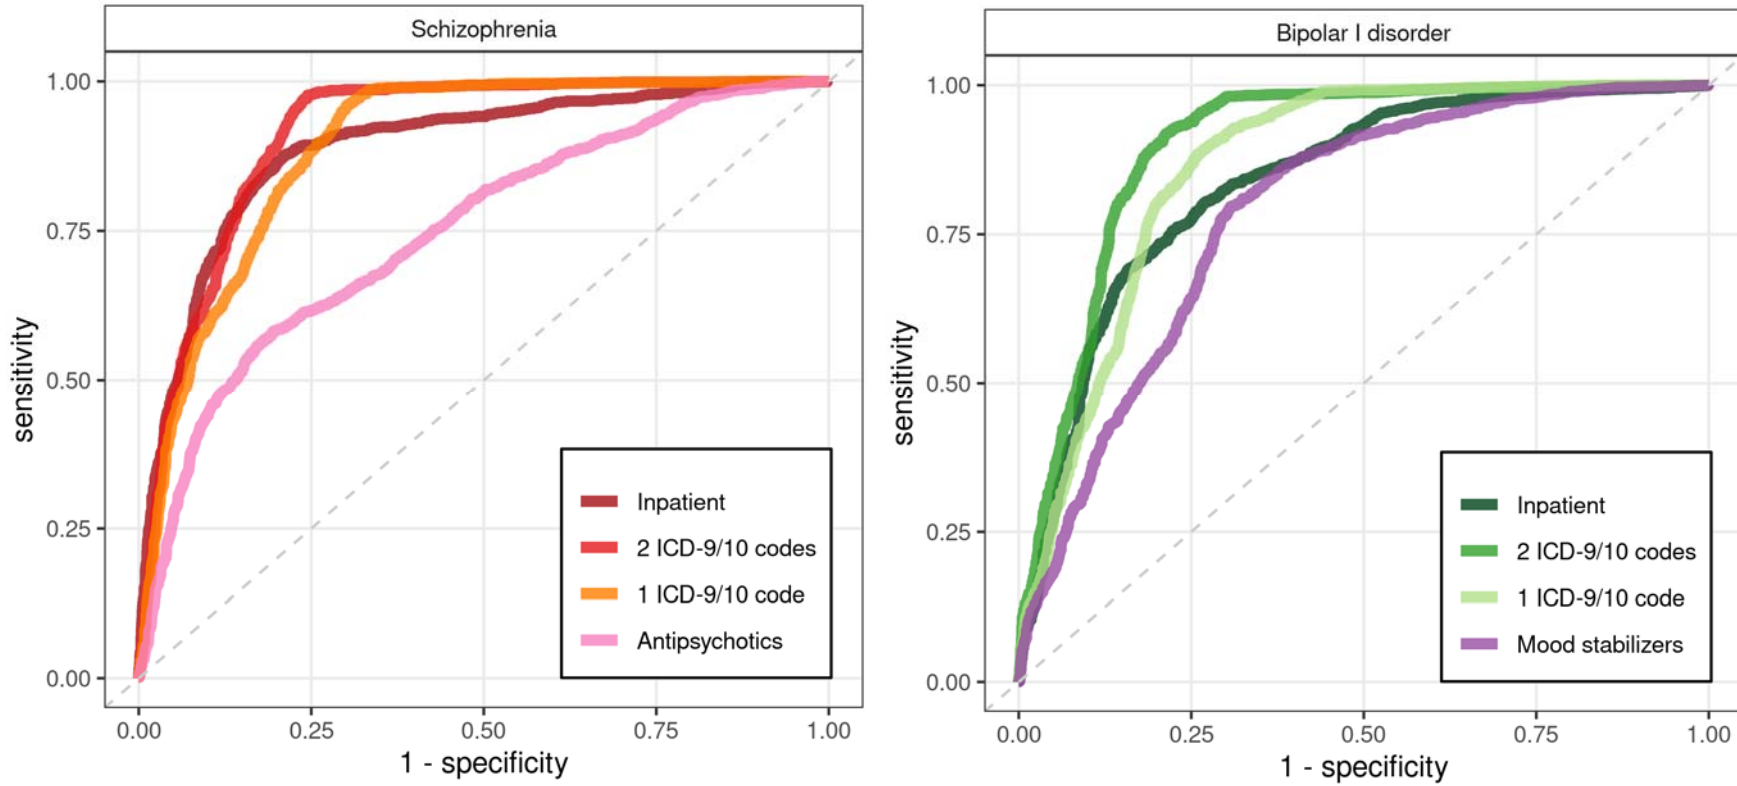 Schizophrenia
1.00
0.75
0.50
0.25
0.00
sensitivity
Inpatient
2 ICD-9/10 codes
1 ICD-9/10 code
Antipsychotics
0.00 0.25 0.50 0.75 1.00
1 - specificity
Bipolar I disorder
1.00
0.75
0.50
0.25
0.00
sensitivity
Inpatient
2 ICD-9/10 codes
1 ICD-9/10 code
Mood stabilizers
0.00 0.25 0.50 0.75 1.00
1 - specificity